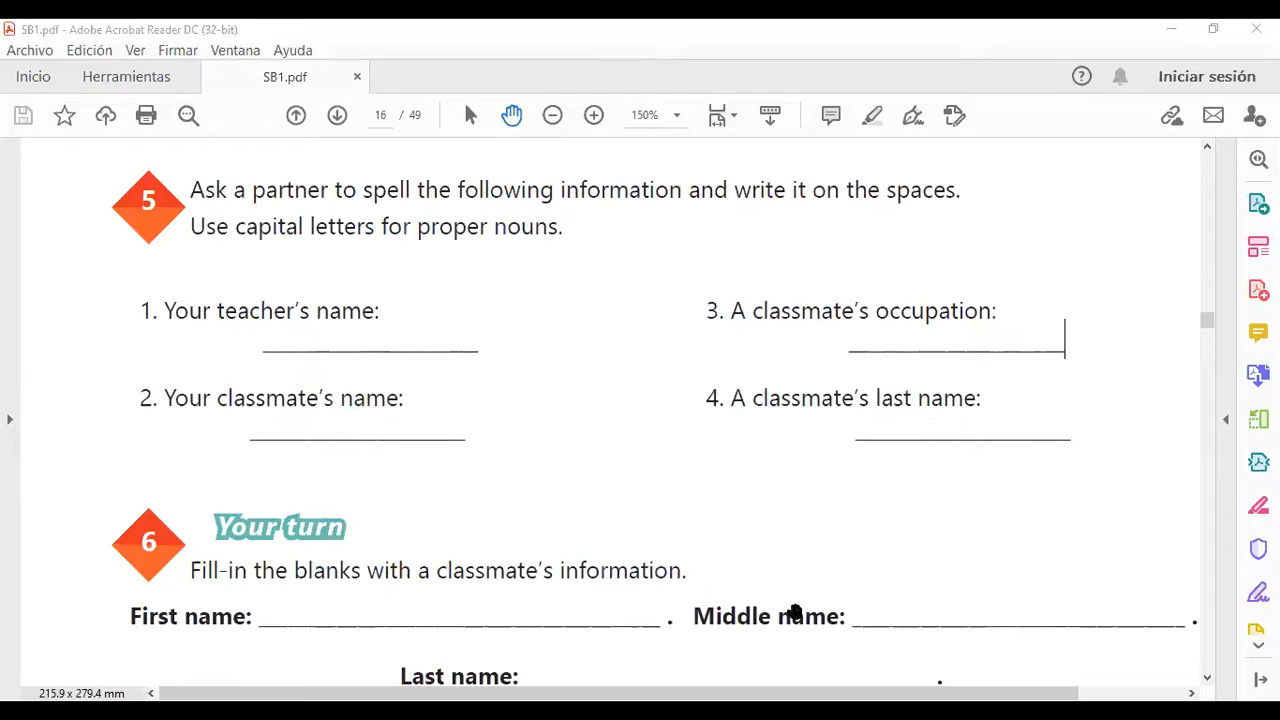 SB1.pdf - Adobe Acrobat Reader DC (32-bit)
Archivo Edición Ver Firmar Ventana Ayuda
Inicio Herramientas SB1.pdf Iniciar sesión
16 / 49 150%
5 Ask a partner to spell the following information and write it on the spaces.
Use capital letters for proper nouns.
1. Your teacher's name: 3. A classmate's occupation:
2. Your classmate's name: 4. A classmate's last name:
6 Your turn
Fill-in the blanks with a classmate's information.
First name: . Middle name: .
Last name: .
215.9 x 279.4 mm